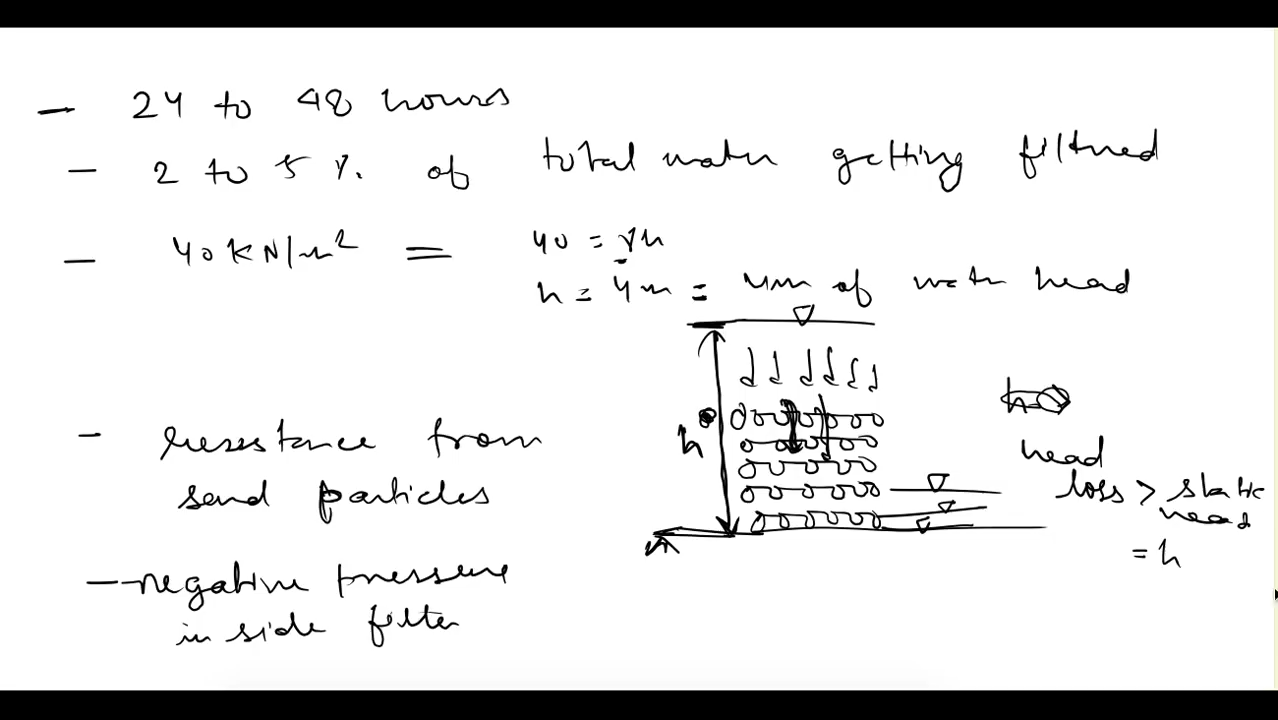 - 24 to 48 hours
- 2 to 5 %. of total water getting filtered
- 40 KN/m2 = 40 = γh
h = 4m = 4m of water head
h
head
loss > static head
= h
- resistance from
sand particles
- negative pressure
inside filter